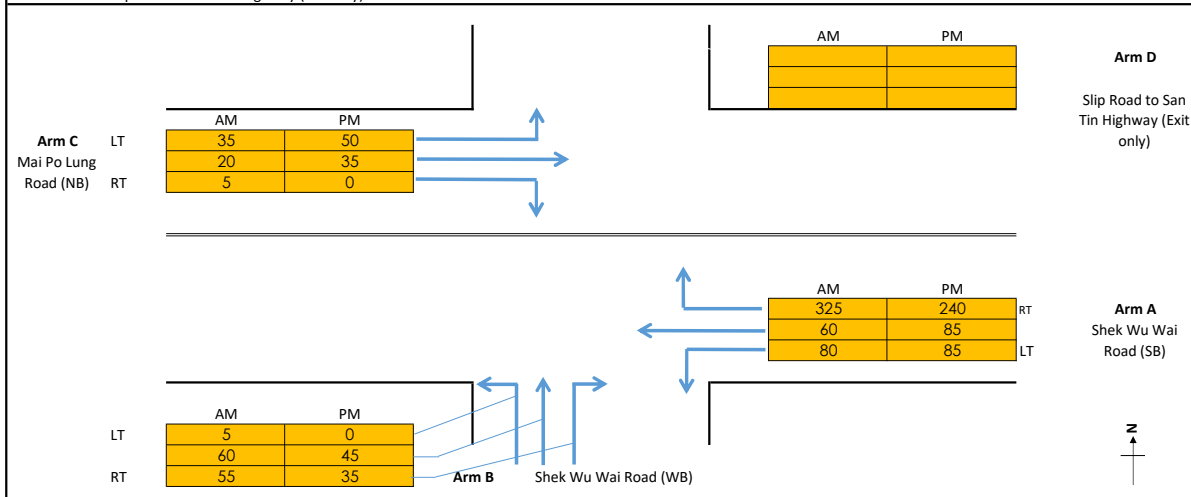 AM PM
Arm D
Slip Road to San
Tin Highway (Exit
only)
AM PM
Arm C LT 35 50
Mai Po Lung 20 35
Road (NB) RT 5 0
AM PM
325 240 RT Arm A
60 85 Shek Wu Wai
80 85 LT Road (SB)
AM PM
LT 5 0
60 45
RT 55 35 Arm B Shek Wu Wai Road (WB)
N